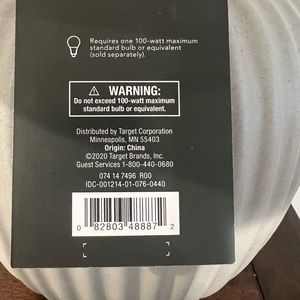 Requires one 100-watt maximum
standard bulb or equivalent
(sold separately).
WARNING:
Do not exceed 100-watt maximum
standard bulb or equivalent.
Distributed by Target Corporation
Minneapolis, MN 55403
Origin: China
©2020 Target Brands, Inc.
Guest Services 1-800-440-0680
074 14 7496 R00
IDC-001214-01-076-0440
0 82803 48887 2